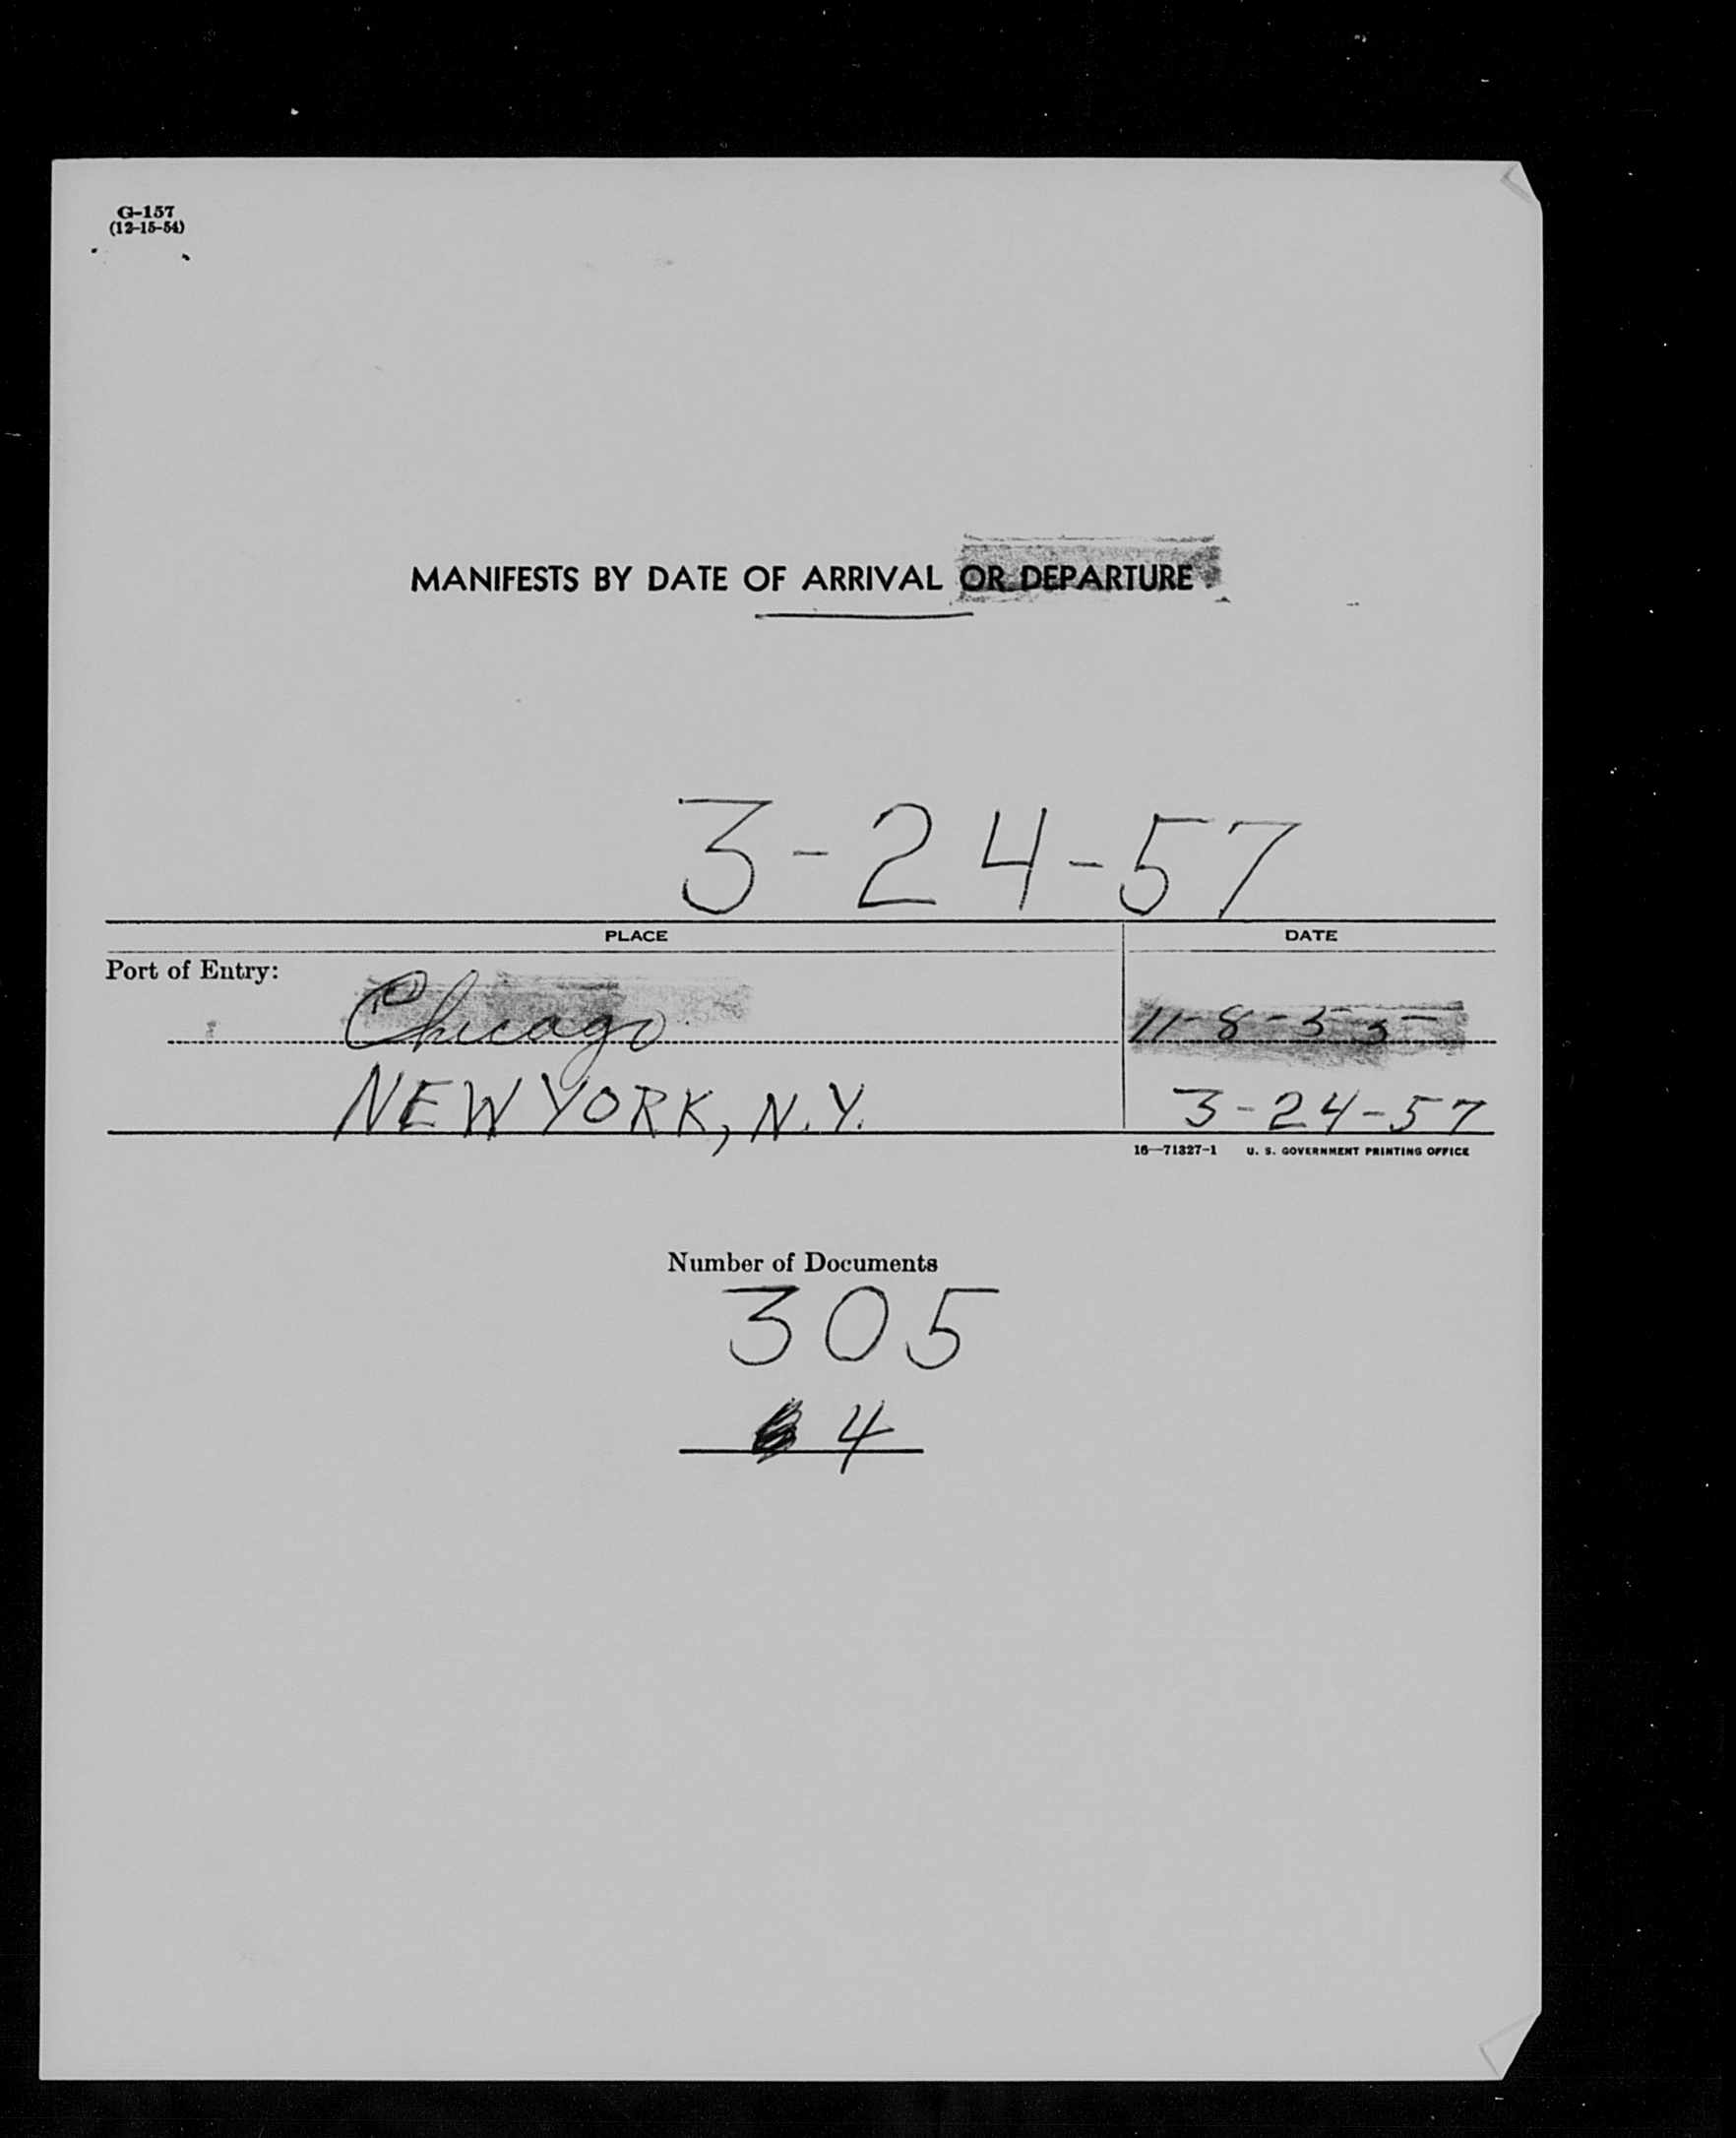 G-157
(12-15-54)
MANIFESTS BY DATE OF ARRIVAL OR DEPARTURE
3-24-57
PLACE DATE
Port of Entry:
Chicago 11-8-55
NEW YORK, N.Y. 3-24-57
16—71327-1 U. S. GOVERNMENT PRINTING OFFICE
Number of Documents
305
4